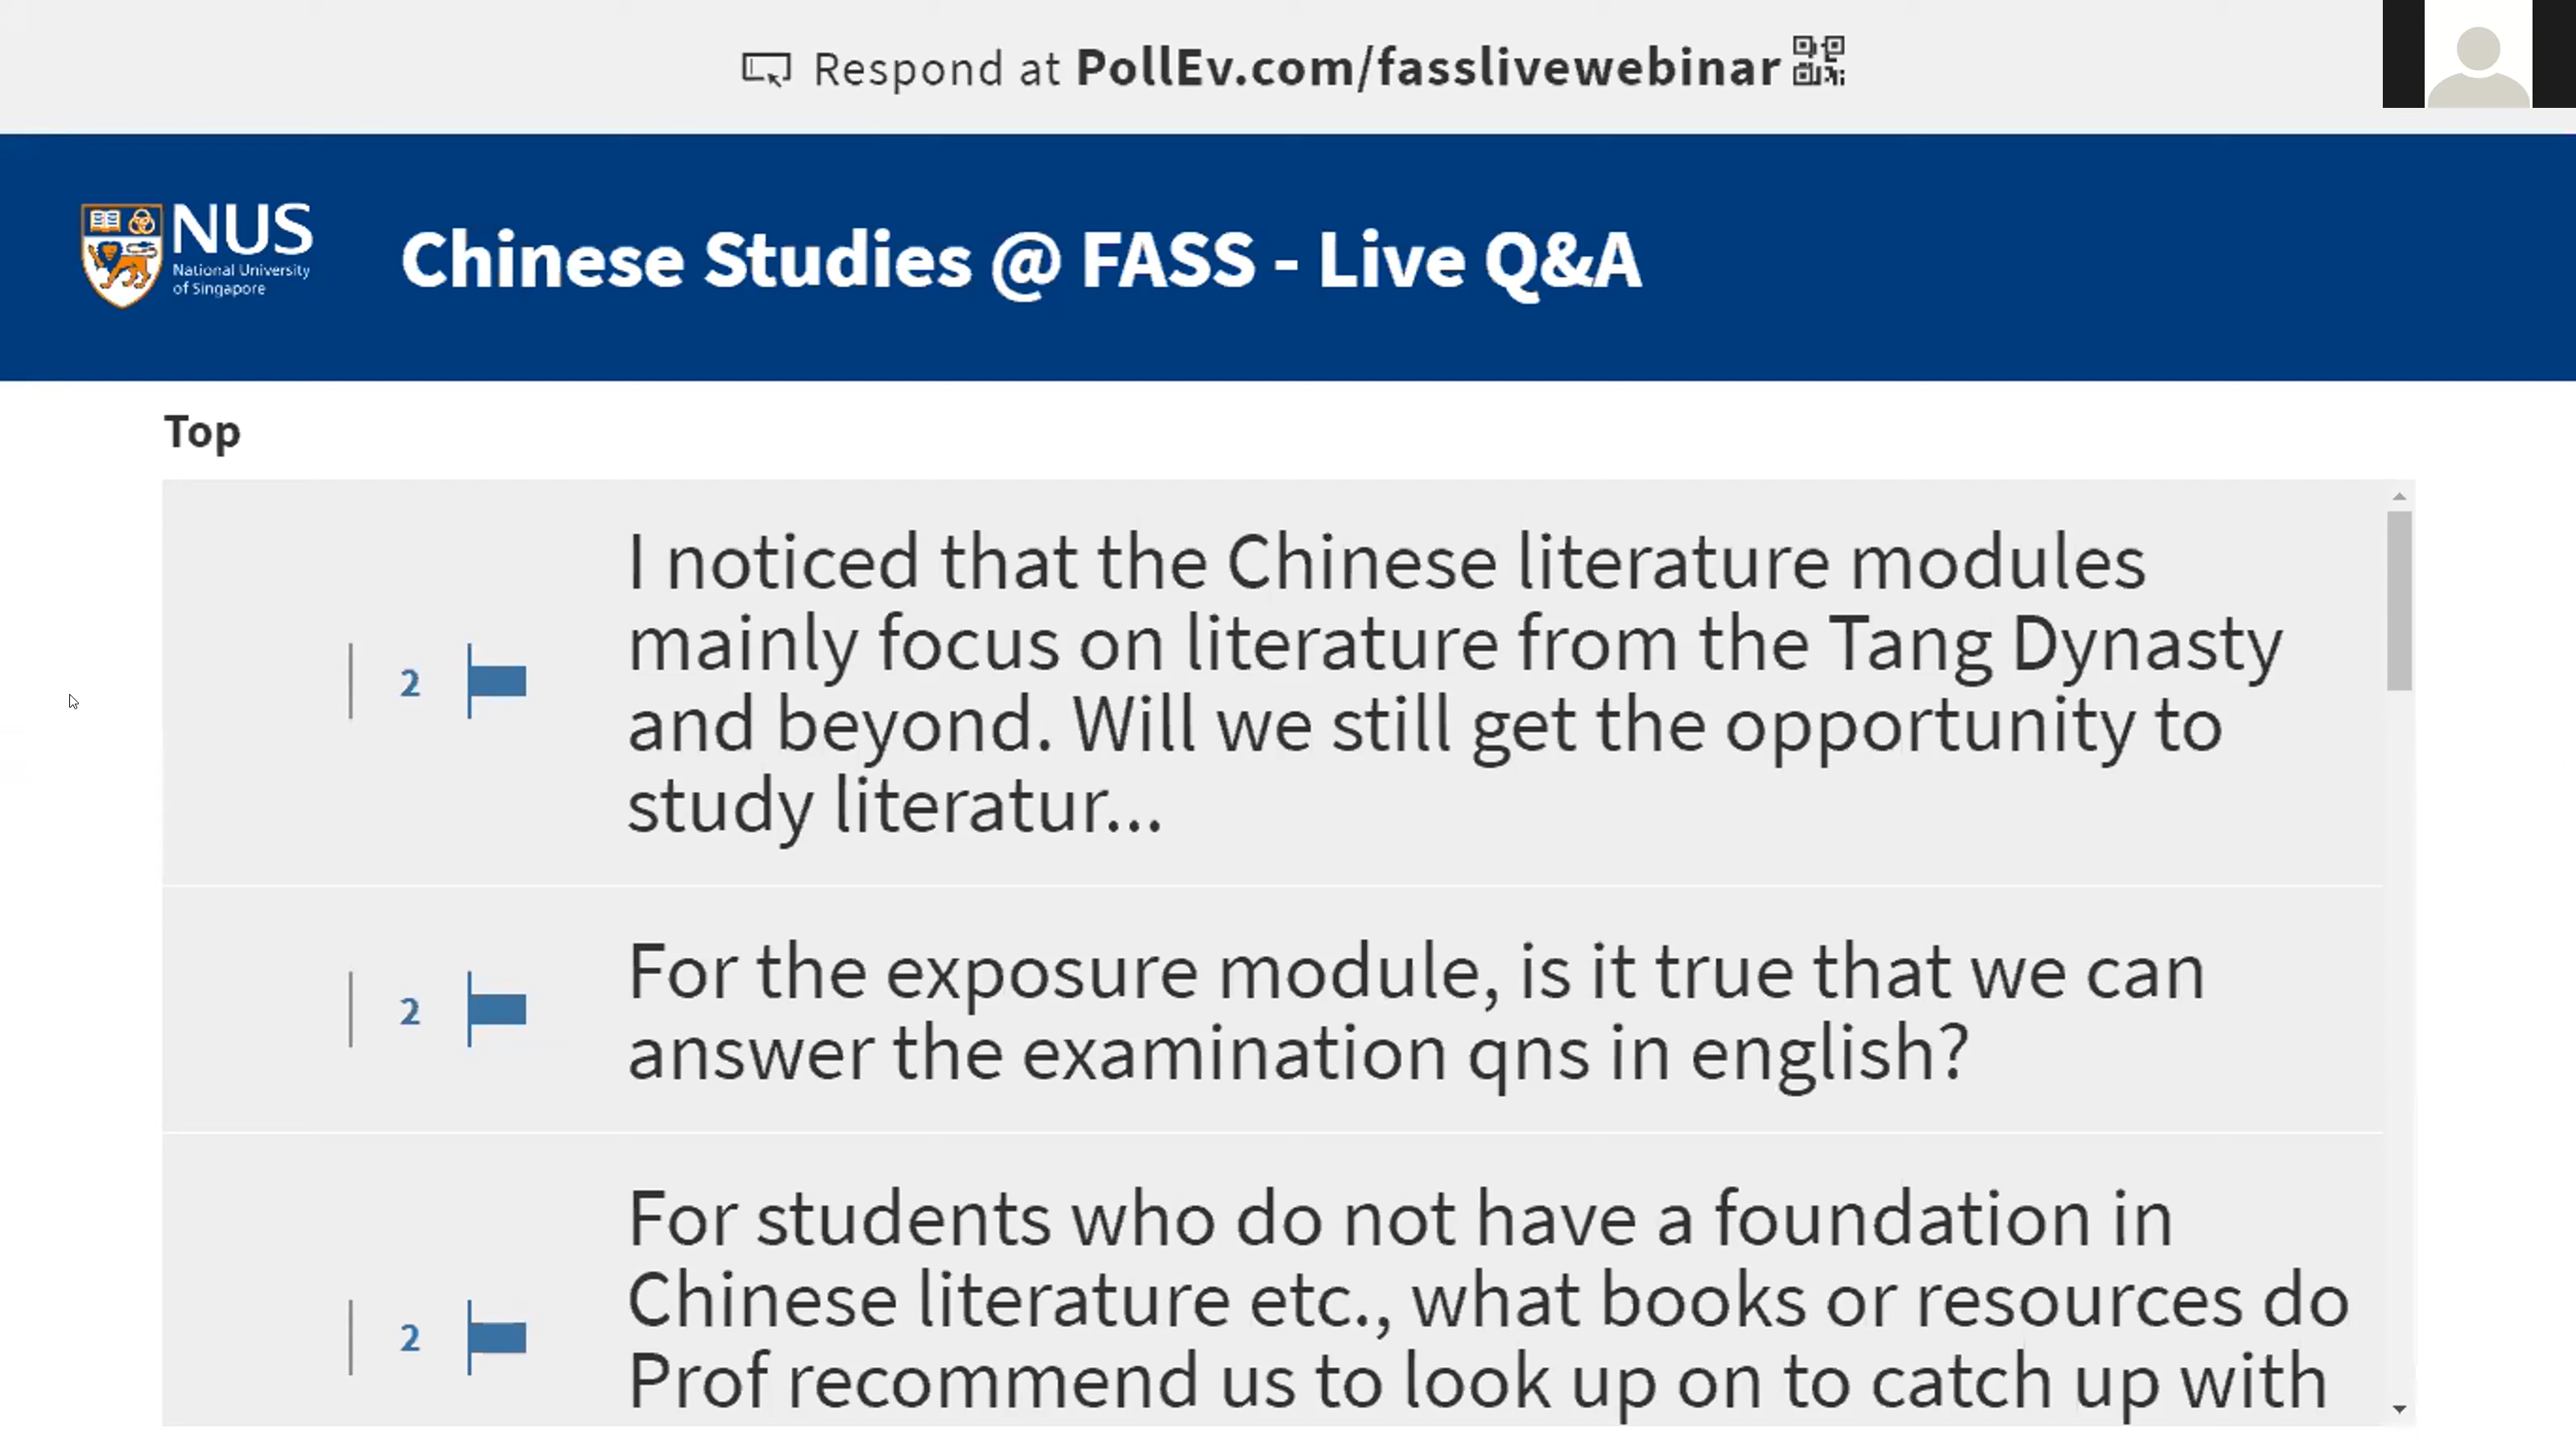 Respond at PollEv.com/fasslivewebinar
NUS
National University
of Singapore
Chinese Studies @ FASS - Live Q&A
Top
2
I noticed that the Chinese literature modules
mainly focus on literature from the Tang Dynasty
and beyond. Will we still get the opportunity to
study literatur...
2
For the exposure module, is it true that we can
answer the examination qns in english?
2
For students who do not have a foundation in
Chinese literature etc., what books or resources do
Prof recommend us to look up on to catch up with